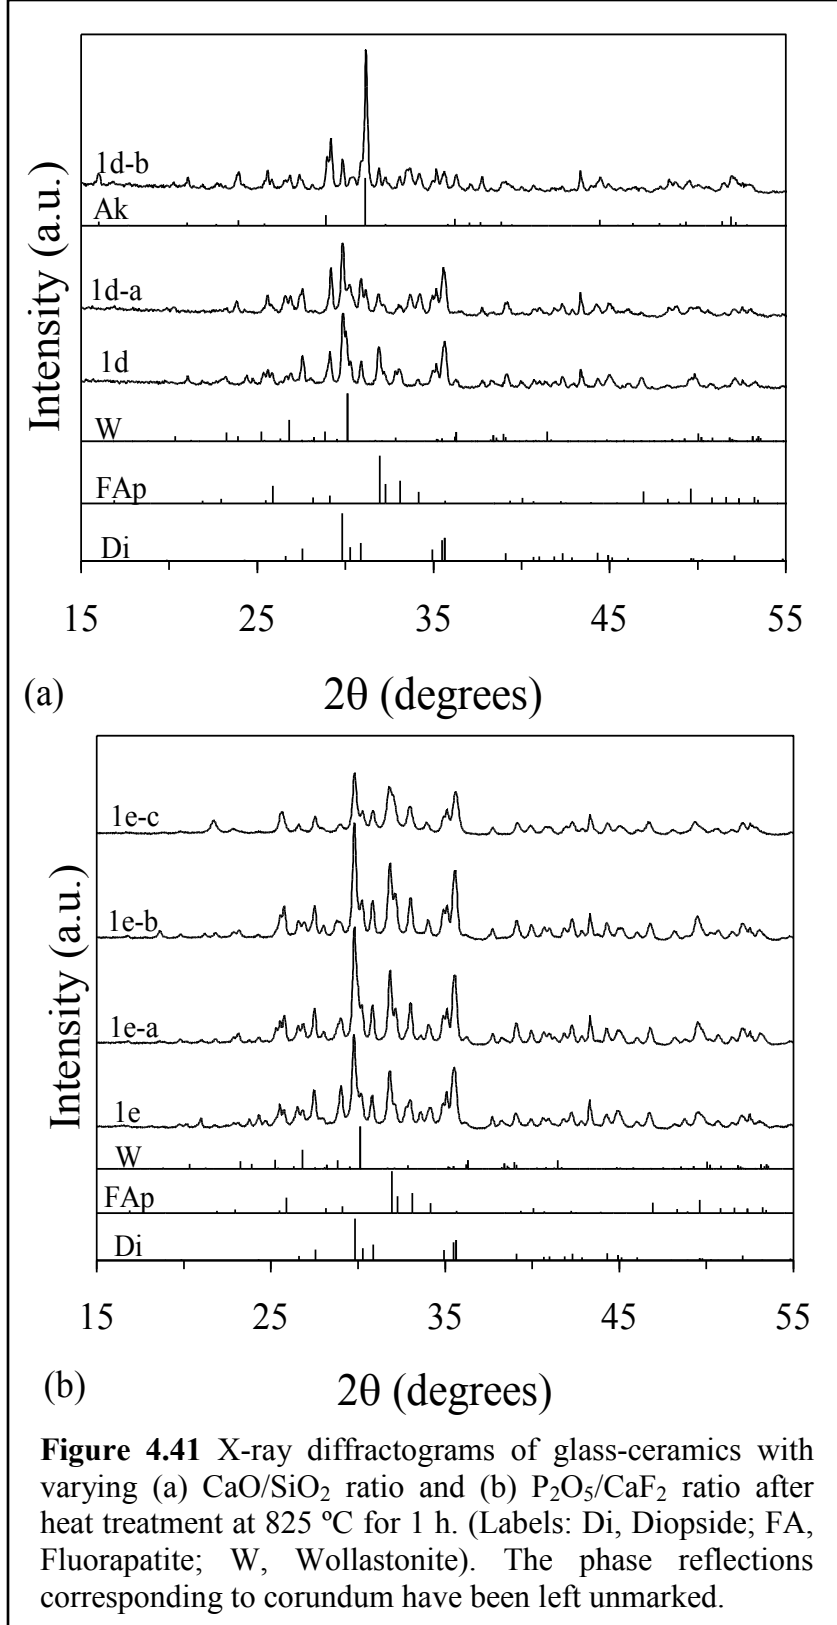 Intensity (a.u.)
1d-b
Ak
1d-a
1d
W
FAp
Di
15 25 35 45 55
(a) 2θ (degrees)
Intensity (a.u.)
1e-c
1e-b
1e-a
1e
W
FAp
Di
15 25 35 45 55
2θ (degrees)
(b)
Figure 4.41 X-ray diffractograms of glass-ceramics with
varying (a) CaO/SiO₂ ratio and (b) P₂O₅/CaF₂ ratio after
heat treatment at 825 ºC for 1 h. (Labels: Di, Diopside; FA,
Fluorapatite; W, Wollastonite). The phase reflections
corresponding to corundum have been left unmarked.